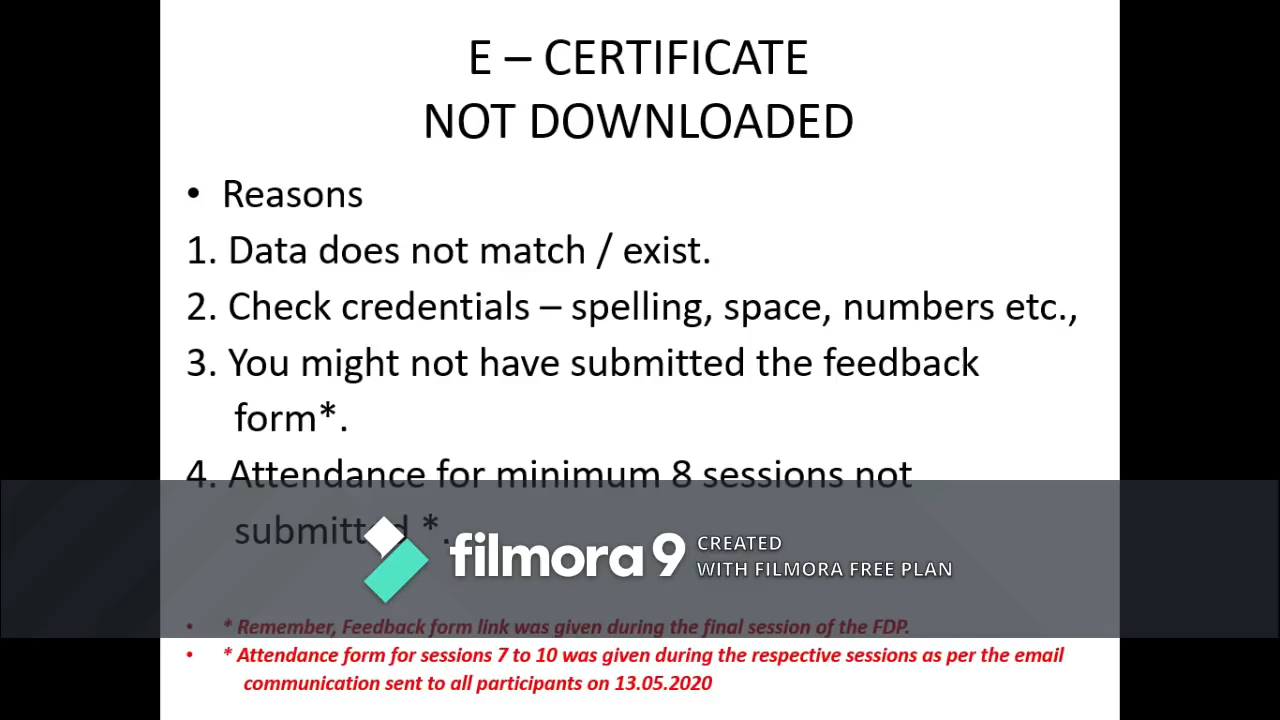 E – CERTIFICATE
NOT DOWNLOADED
• Reasons
1. Data does not match / exist.
2. Check credentials – spelling, space, numbers etc.,
3. You might not have submitted the feedback
form*.
4. Attendance for minimum 8 sessions not
submitted *.
filmora 9 CREATED
WITH FILMORA FREE PLAN
• * Remember, Feedback form link was given during the final session of the FDP.
• * Attendance form for sessions 7 to 10 was given during the respective sessions as per the email
communication sent to all participants on 13.05.2020